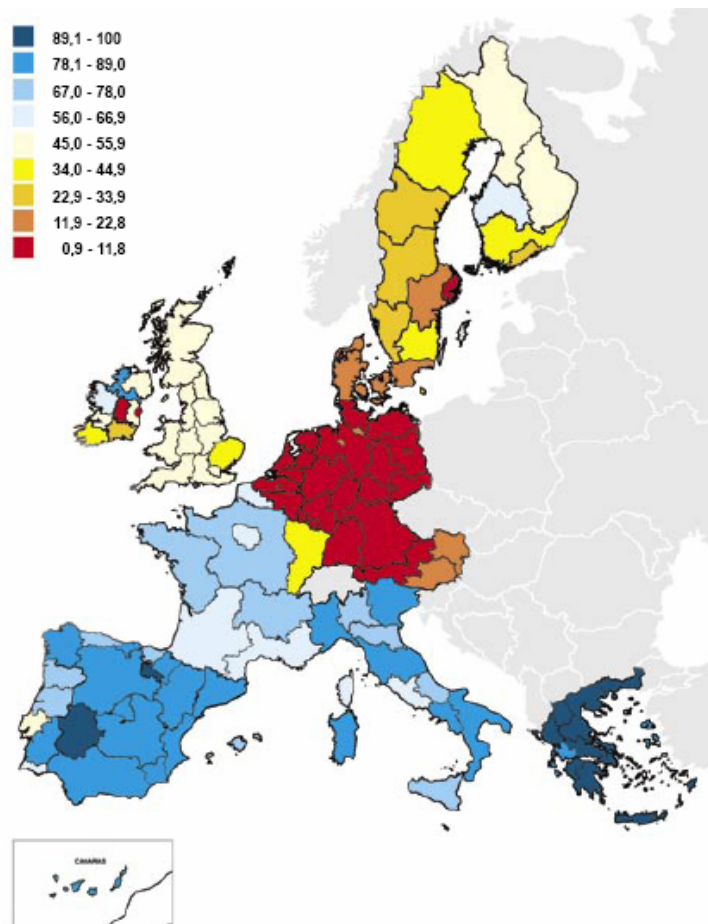 89,1 - 100
78,1 - 89,0
67,0 - 78,0
56,0 - 66,9
45,0 - 55,9
34,0 - 44,9
22,9 - 33,9
11,9 - 22,8
0,9 - 11,8
CANARIAS